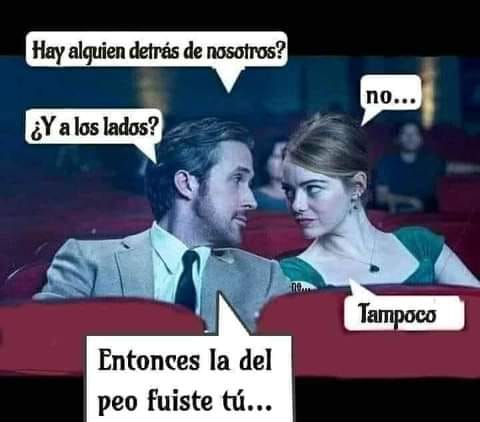 Hay alguien detrás de nosotros?
no...
¿Y a los lados?
Tampoco
Entonces la del
peo fuiste tú...